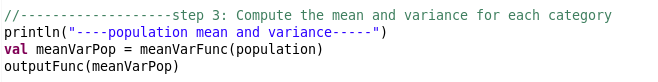 //-------------------step 3: Compute the mean and variance for each category
println("----population mean and variance-----")
val meanVarPop = meanVarFunc(population)
outputFunc(meanVarPop)